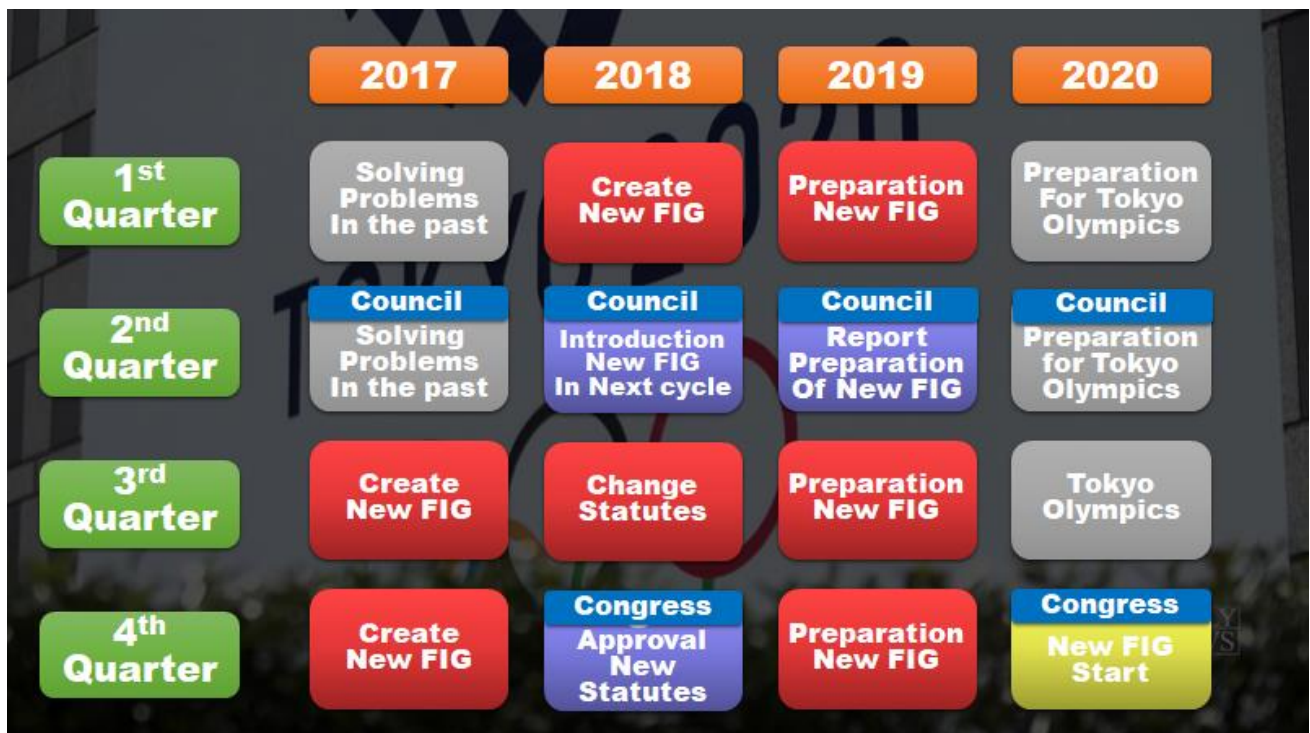 2017 2018 2019 2020
1st
Quarter
Solving
Problems
In the past
Create
New FIG
Preparation
New FIG
Preparation
For Tokyo
Olympics
2nd
Quarter
Council
Solving
Problems
In the past
Council
Introduction
New FIG
In Next cycle
Council
Report
Preparation
Of New FIG
Council
Preparation
for Tokyo
Olympics
3rd
Quarter
Create
New FIG
Change
Statutes
Preparation
New FIG
Tokyo
Olympics
4th
Quarter
Create
New FIG
Congress
Approval
New
Statutes
Preparation
New FIG
Congress
New FIG
Start
TOKYO 2020